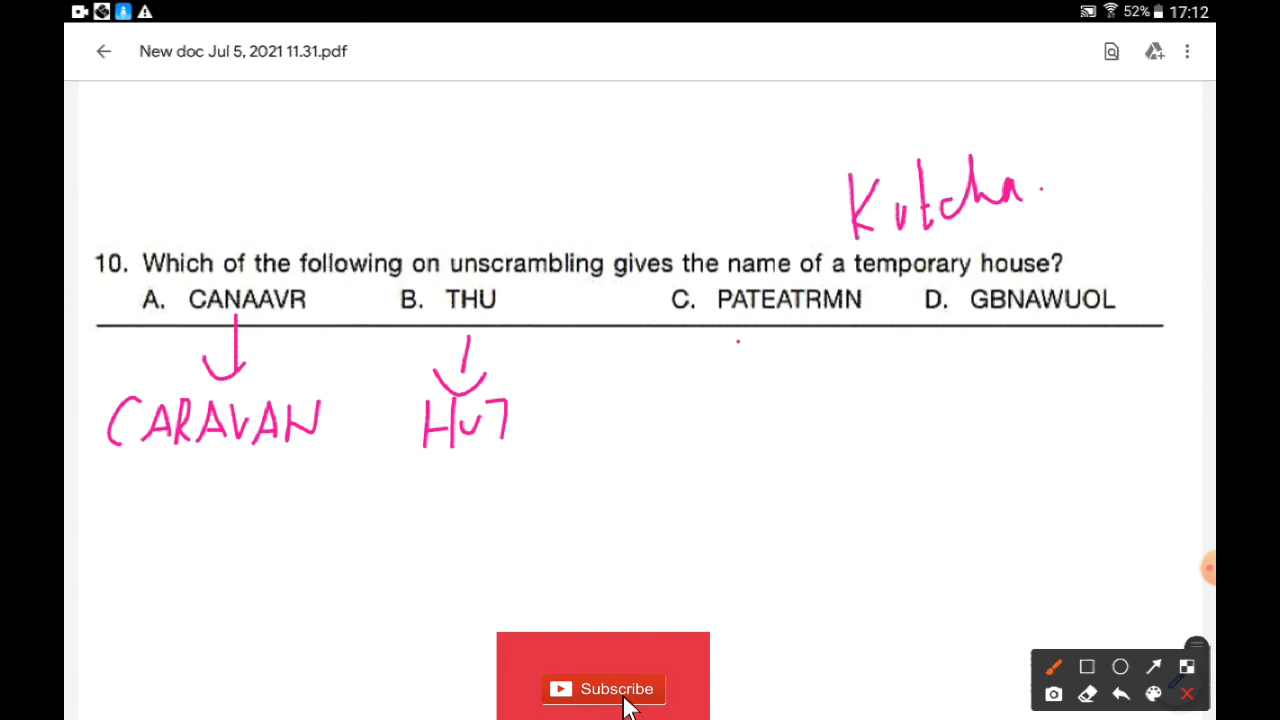 52% 17:12
New doc Jul 5, 2021 11.31.pdf
Kutcha.
10. Which of the following on unscrambling gives the name of a temporary house?
A. CANAAVR B. THU C. PATEATRMN D. GBNAWUOL
CARAVAN HUT
Subscribe